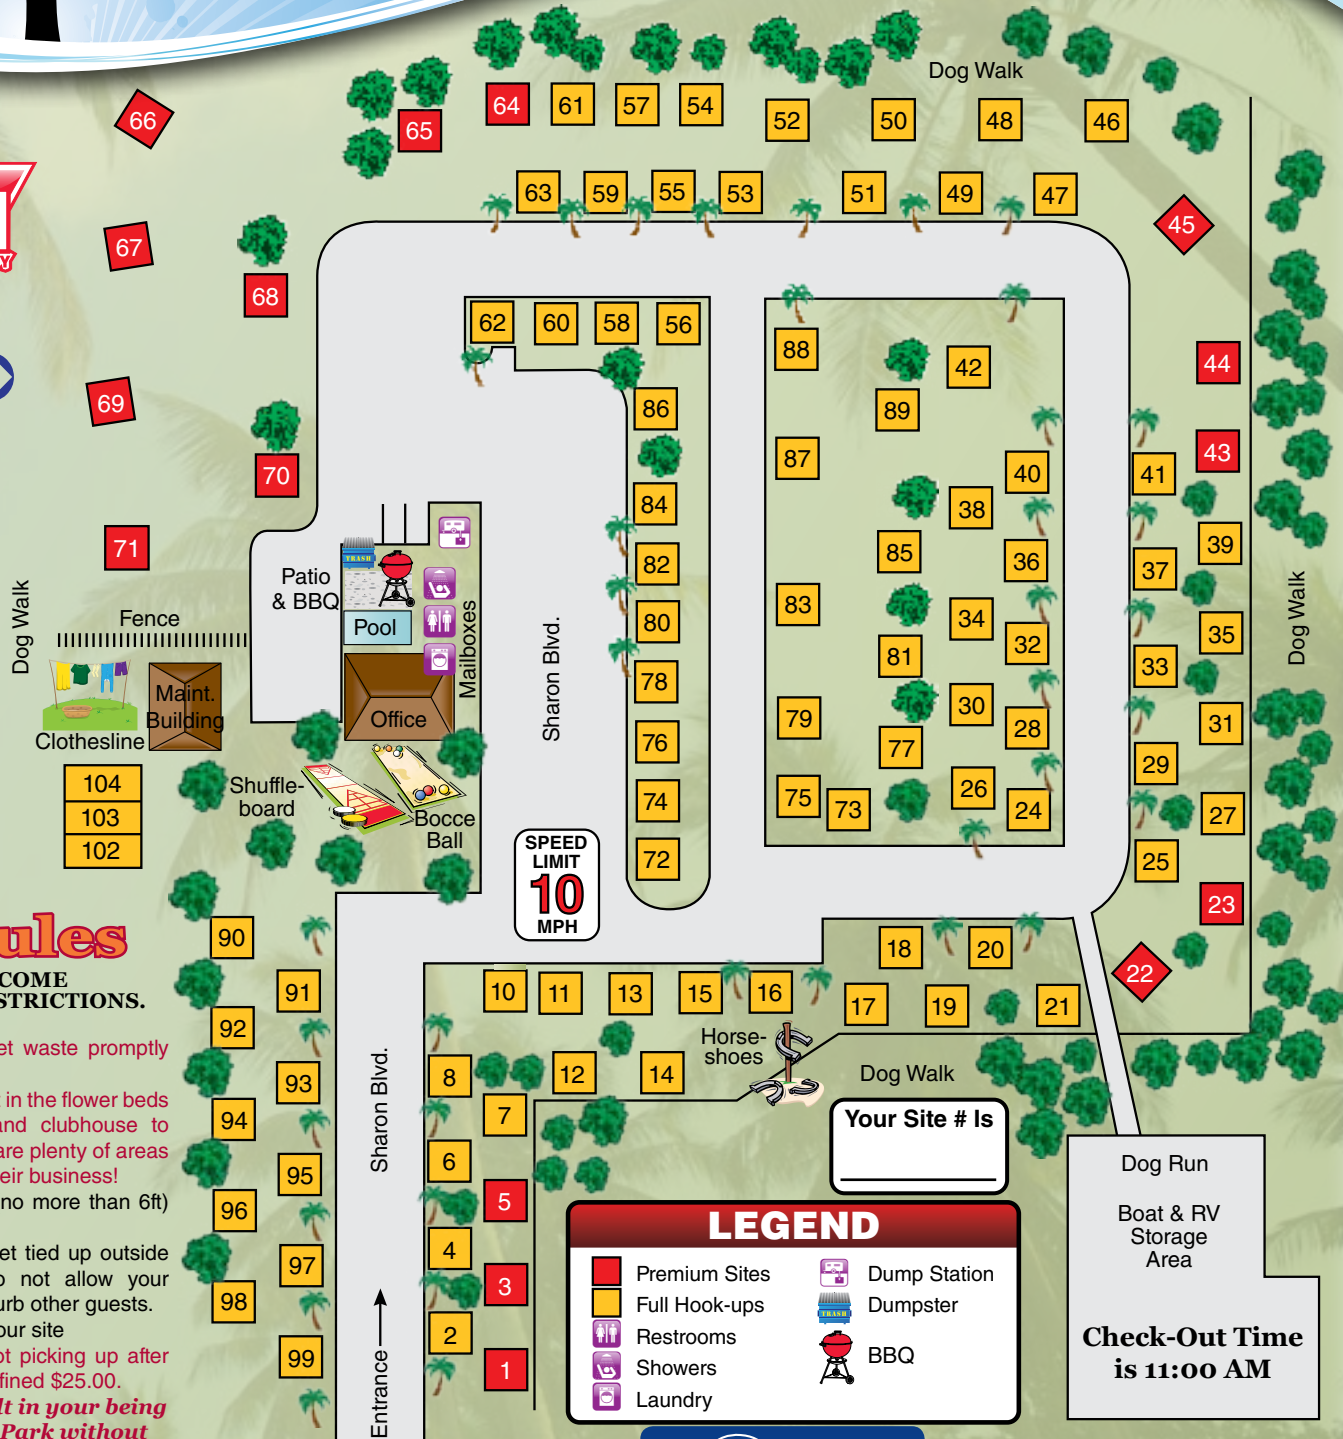 Dog Walk
66
65
64
61
57
54
52
50
48
46
63
59
55
53
51
49
47
45
67
68
62
60
58
56
88
42
44
69
86
89
70
87
40
41
43
84
38
71
82
85
36
37
39
Patio
& BBQ
TRASH
Pool
Mailboxes
Office
Sharon Blvd.
Dog Walk
Fence
Maint.
Building
Clothesline
80
83
34
32
35
Dog Walk
78
81
33
76
79
30
28
31
77
29
74
75
73
26
24
27
72
25
104
103
102
Shuffle-
board
Bocce
Ball
SPEED
LIMIT
10
MPH
23
22
18
20
90
91
10
11
13
15
16
17
19
21
ules
COME
STRICTIONS.
et waste promptly
t in the flower beds
and clubhouse to
are plenty of areas
eir business!
no more than 6ft)
et tied up outside
o not allow your
urb other guests.
our site
ot picking up after
fined $25.00.
lt in your being
Park without
92
93
94
95
96
97
98
99
Sharon Blvd.
Entrance
8
12
14
7
6
5
4
3
2
1
Horse-
shoes
Dog Walk
Your Site # Is
LEGEND
Premium Sites
Full Hook-ups
Restrooms
Showers
Laundry
Dump Station
TRASH
Dumpster
BBQ
Dog Run
Boat & RV
Storage
Area
Check-Out Time
is 11:00 AM